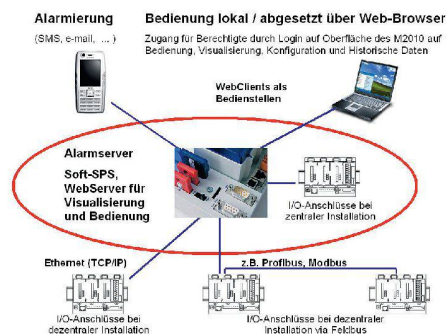 Alarmierung
(SMS, e-mail, ... )
Bedienung lokal / abgesetzt über Web-Browser
Zugang für Berechtigte durch Login auf Oberfläche des M2010 auf
Bedienung, Visualisierung, Konfiguration und Historische Daten
WebClients als
Bedienstellen
Alarmserver
Soft-SPS,
WebServer für
Visualisierung
und Bedienung
I/O-Anschlüsse bei
zentraler Installation
Ethernet (TCP/IP)
z.B. Profibus, Modbus
I/O-Anschlüsse bei
dezentraler Installation
I/O-Anschlüsse bei dezentraler
Installation via Feldbus